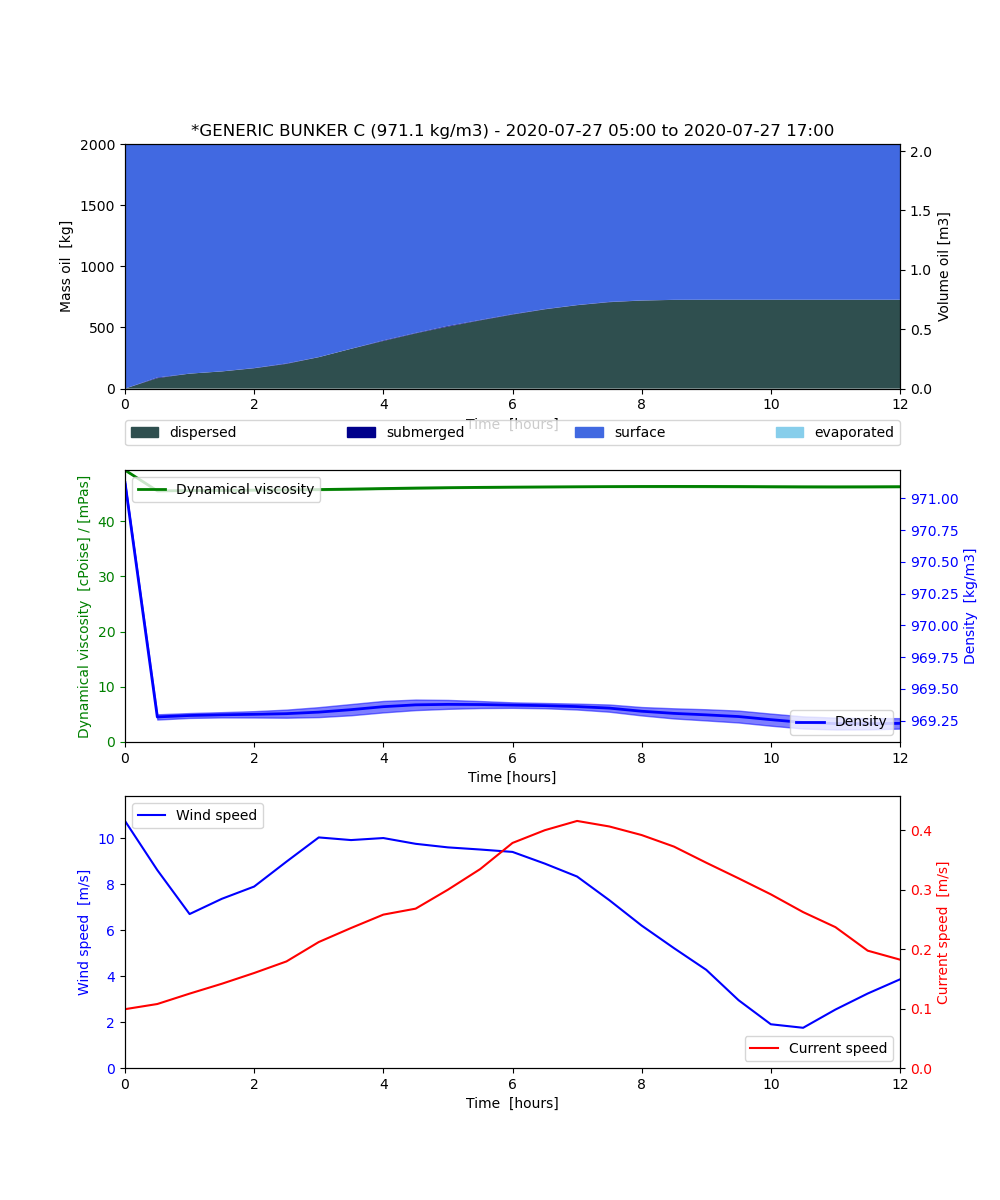 *GENERIC BUNKER C (971.1 kg/m3) - 2020-07-27 05:00 to 2020-07-27 17:00
Mass oil [kg]
2000
1500
1000
500
0
2.0
1.5
1.0
0.5
0.0
Volume oil [m3]
0 2 4 6 8 10 12
Time [hours]
dispersed submerged surface evaporated
Dynamical viscosity [cPoise] / [mPas]
40
30
20
10
0
Dynamical viscosity
971.00
970.75
970.50
970.25
970.00
969.75
969.50
969.25
Density [kg/m3]
Density
0 2 4 6 8 10 12
Time [hours]
Wind speed [m/s]
10
8
6
4
2
0
Wind speed
0.4
0.3
0.2
0.1
0.0
Current speed [m/s]
Current speed
0 2 4 6 8 10 12
Time [hours]